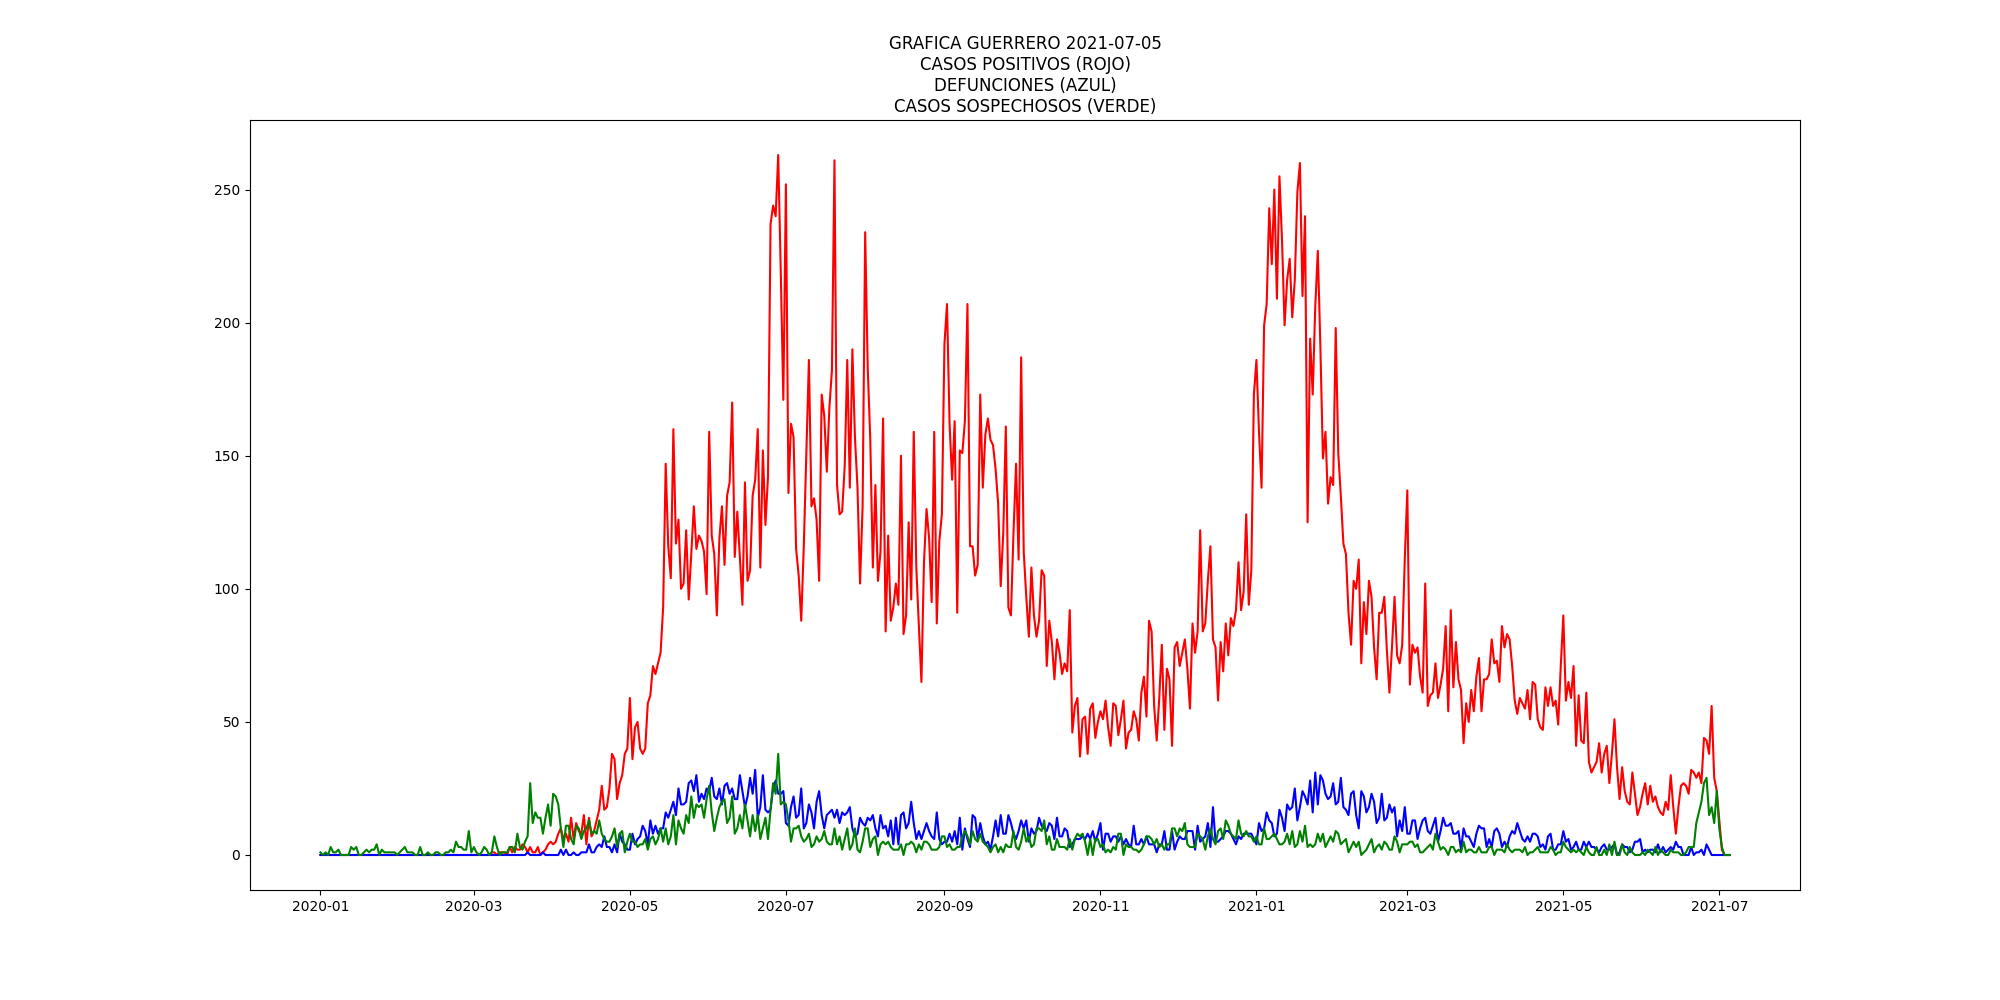 GRAFICA GUERRERO 2021-07-05
CASOS POSITIVOS (ROJO)
DEFUNCIONES (AZUL)
CASOS SOSPECHOSOS (VERDE)
250
200
150
100
50
0
2020-01 2020-03 2020-05 2020-07 2020-09 2020-11 2021-01 2021-03 2021-05 2021-07